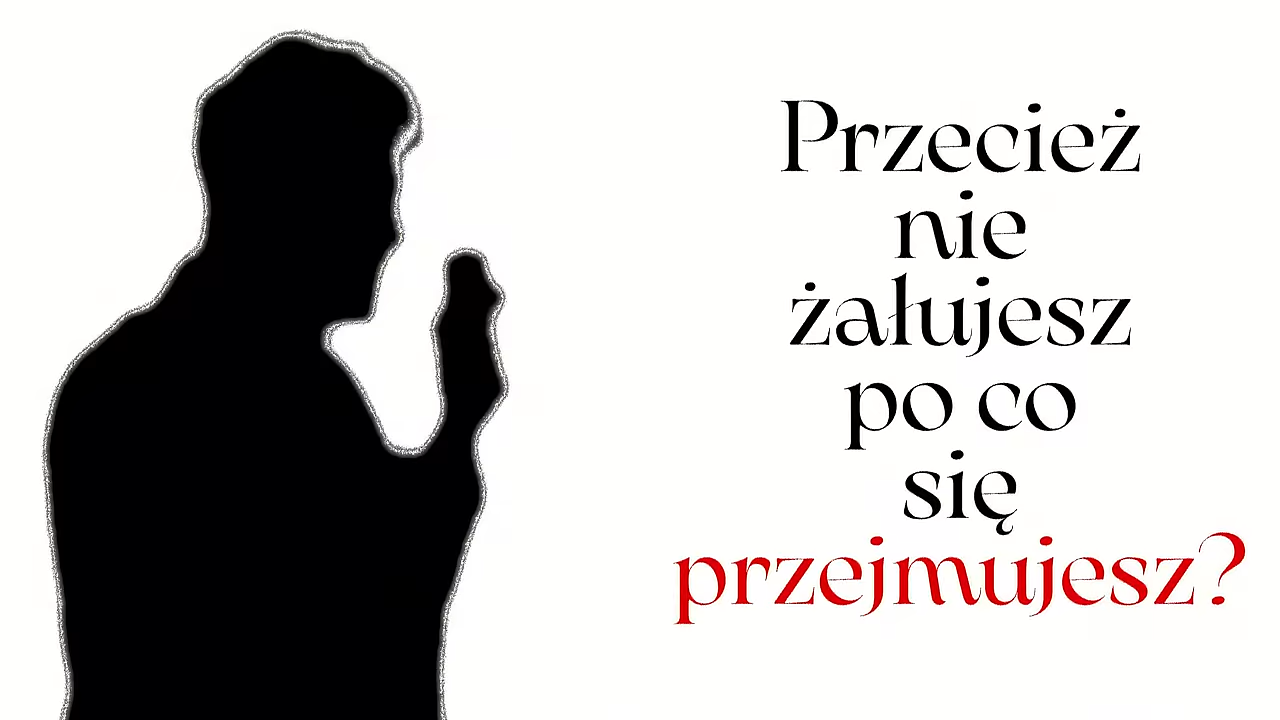 Przecież
nie
żałujesz
po co
się
przejmujesz?